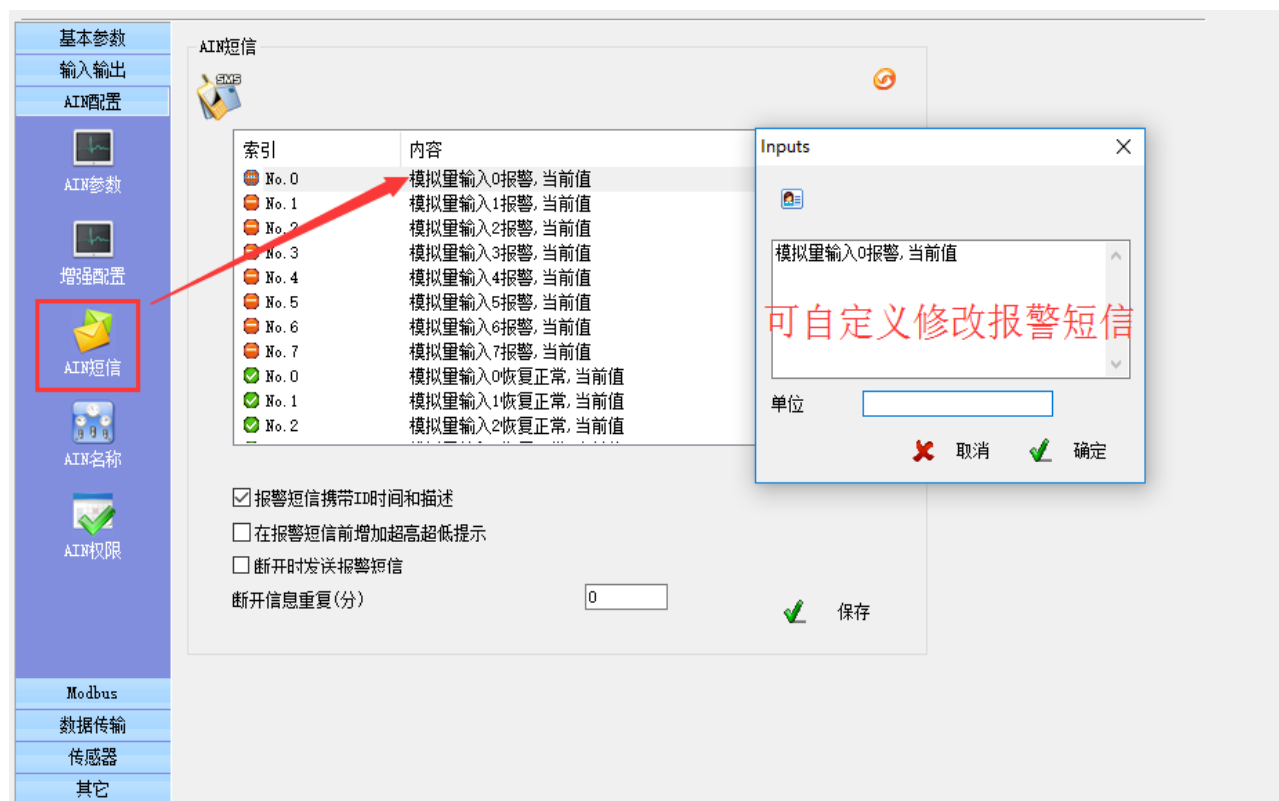 基本参数
输入输出
AIN配置
AIN参数
增强配置
AIN短信
AIN名称
AIN权限
Modbus
数据传输
传感器
其它
AIN短信
SMS
索引 内容
No.0 模拟量输入0报警,当前值
No.1 模拟量输入1报警,当前值
No.2 模拟量输入2报警,当前值
No.3 模拟量输入3报警,当前值
No.4 模拟量输入4报警,当前值
No.5 模拟量输入5报警,当前值
No.6 模拟量输入6报警,当前值
No.7 模拟量输入7报警,当前值
No.0 模拟量输入0恢复正常,当前值
No.1 模拟量输入1恢复正常,当前值
No.2 模拟量输入2恢复正常,当前值
报警短信携带ID时间和描述
在报警短信前增加超高超低提示
断开时发送报警短信
断开信息重复(分) 0
保存
Inputs
模拟量输入0报警,当前值
可自定义修改报警短信
单位
取消 确定